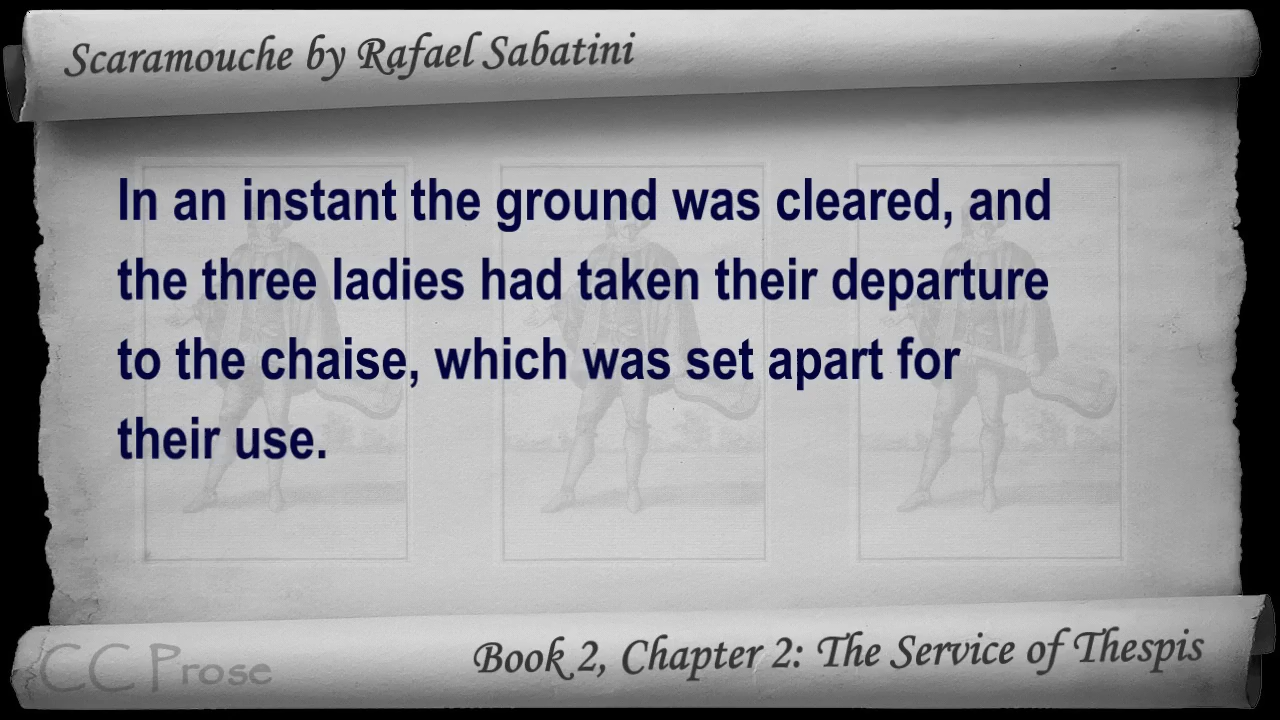 Scaramouche by Rafael Sabatini
In an instant the ground was cleared, and
the three ladies had taken their departure
to the chaise, which was set apart for
their use.
CC Prose
Book 2, Chapter 2: The Service of Thespis